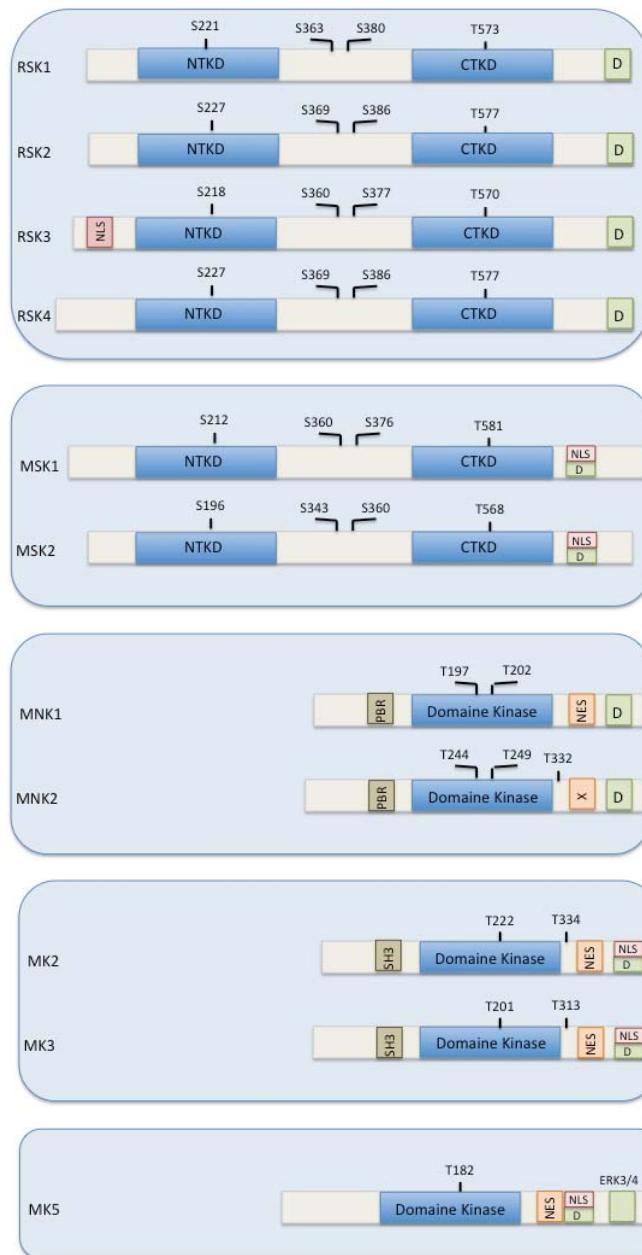 S221 S363 S380 T573
RSK1 NTKD CTKD D
S227 S369 S386 T577
RSK2 NTKD CTKD D
S218 S360 S377 T570
RSK3 NLS NTKD CTKD D
S227 S369 S386 T577
RSK4 NTKD CTKD D
S212 S360 S376 T581
MSK1 NTKD CTKD NLS
D
S196 S343 S360 T568
MSK2 NTKD CTKD NLS
D
T197 T202
MNK1 PBR Domaine Kinase NES D
T244 T249 T332
MNK2 PBR Domaine Kinase X D
T222 T334
MK2 SH3 Domaine Kinase NES NLS
D
T201 T313
MK3 SH3 Domaine Kinase NES NLS
D
T182 ERK3/4
MK5 Domaine Kinase NES NLS
D